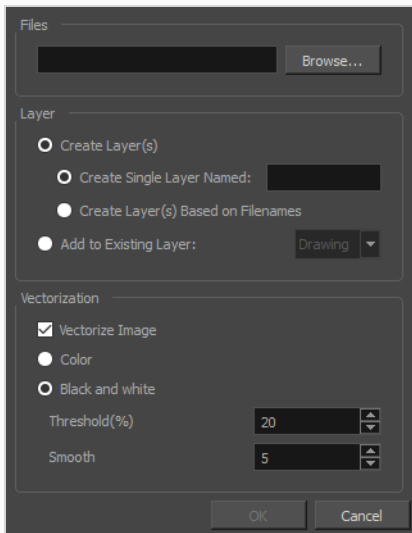 Files
Browse...
Layer
Create Layer(s)
Create Single Layer Named:
Create Layer(s) Based on Filenames
Add to Existing Layer: Drawing
Vectorization
Vectorize Image
Color
Black and white
Threshold(%) 20
Smooth 5
OK Cancel